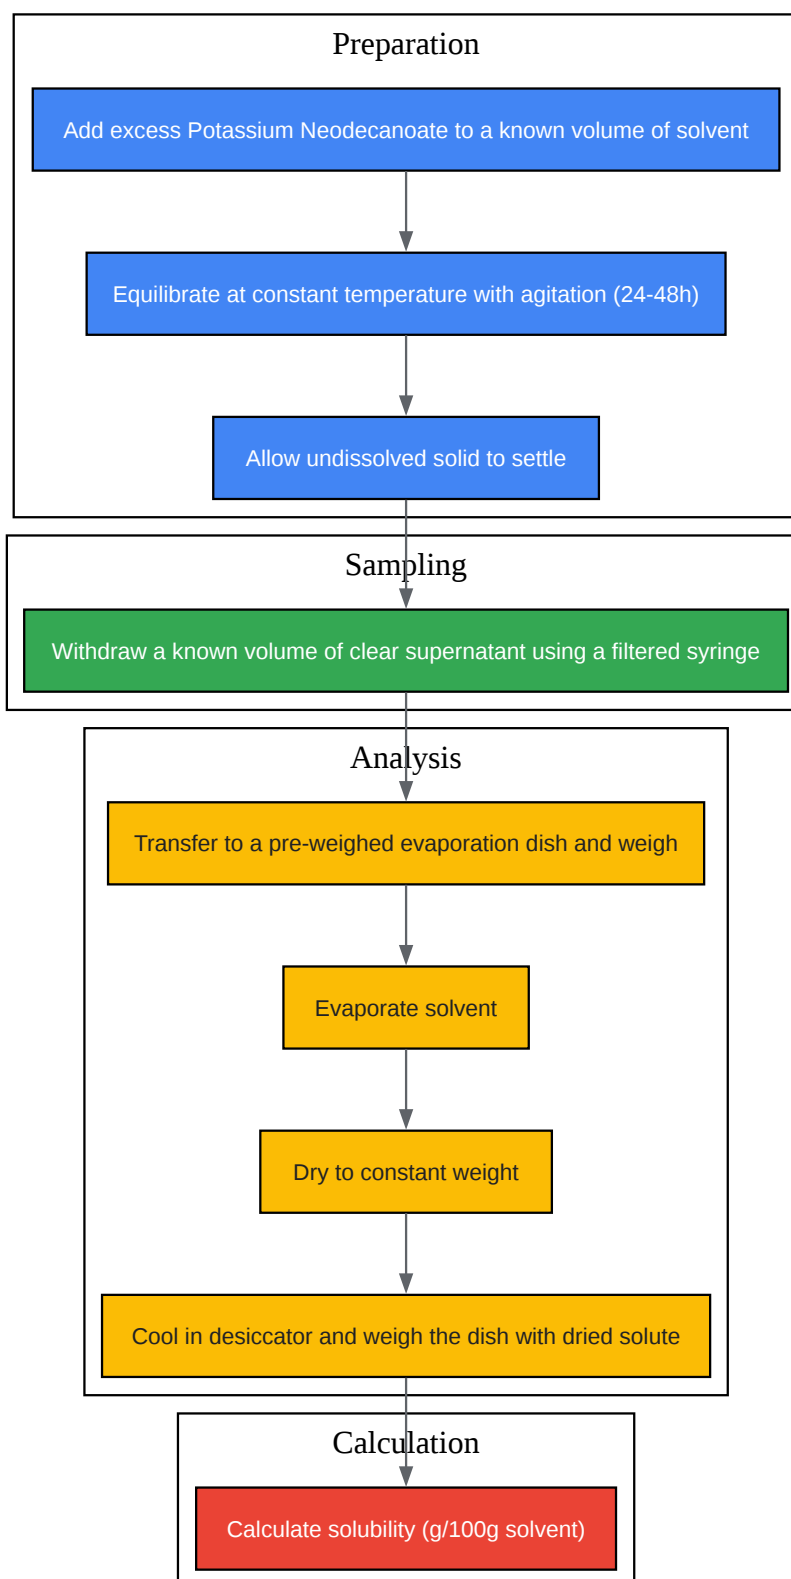 Preparation
Add excess Potassium Neodecanoate to a known volume of solvent
Equilibrate at constant temperature with agitation (24-48h)
Allow undissolved solid to settle
Sampling
Withdraw a known volume of clear supernatant using a filtered syringe
Analysis
Transfer to a pre-weighed evaporation dish and weigh
Evaporate solvent
Dry to constant weight
Cool in desiccator and weigh the dish with dried solute
Calculation
Calculate solubility (g/100g solvent)